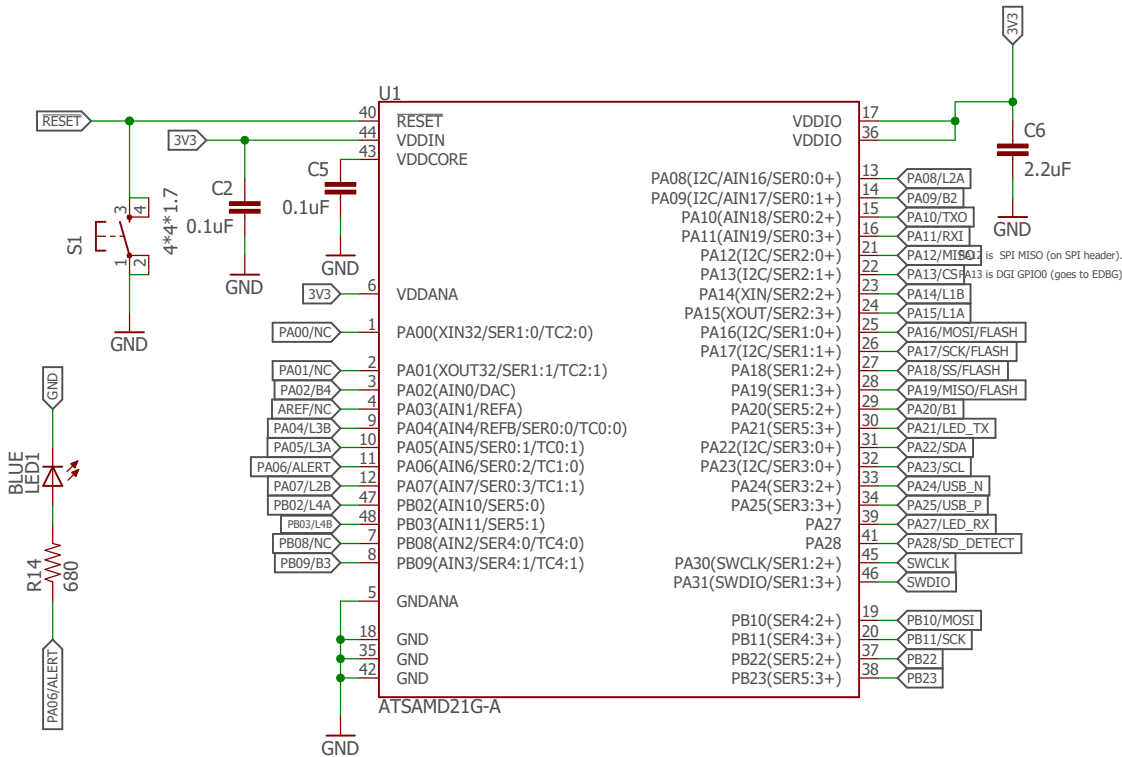 3V3
U1
RESET
40
RESET
VDDIO
17
3V3
44
VDDIN
VDDIO
36
43
VDDCORE
C6
2.2uF
GND
C2
0.1uF
GND
C5
0.1uF
GND
S1
3
4
1
2
4*4*1.7
GND
3V3
6
VDDANA
PA00/NC
1
PA00(XIN32/SER1:0/TC2:0)
PA01/NC
2
PA01(XOUT32/SER1:1/TC2:1)
PA02/B4
3
PA02(AIN0/DAC)
AREF/NC
4
PA03(AIN1/REFA)
PA04/L3B
9
PA04(AIN4/REFB/SER0:0/TC0:0)
PA05/L3A
10
PA05(AIN5/SER0:1/TC0:1)
PA06/ALERT
11
PA06(AIN6/SER0:2/TC1:0)
PA07/L2B
12
PA07(AIN7/SER0:3/TC1:1)
PB02/L4A
47
PB02(AIN10/SER5:0)
PB03/L4B
48
PB03(AIN11/SER5:1)
PB08/NC
7
PB08(AIN2/SER4:0/TC4:0)
PB09/B3
8
PB09(AIN3/SER4:1/TC4:1)
5
GNDANA
18
GND
35
GND
42
GND
GND
PA08(I2C/AIN16/SER0:0+)
13
PA08/L2A
PA09(I2C/AIN17/SER0:1+)
14
PA09/B2
PA10(AIN18/SER0:2+)
15
PA10/TXO
PA11(AIN19/SER0:3+)
16
PA11/RXI
PA12(I2C/SER2:0+)
21
PA12/MISO
PA12 is SPI MISO (on SPI header).
PA13(I2C/SER2:1+)
22
PA13/CS
PA13 is DGI GPIO0 (goes to EDBG)
PA14(XIN/SER2:2+)
23
PA14/L1B
PA15(XOUT/SER2:3+)
24
PA15/L1A
PA16(I2C/SER1:0+)
25
PA16/MOSI/FLASH
PA17(I2C/SER1:1+)
26
PA17/SCK/FLASH
PA18(SER1:2+)
27
PA18/SS/FLASH
PA19(SER1:3+)
28
PA19/MISO/FLASH
PA20(SER5:2+)
29
PA20/B1
PA21(SER5:3+)
30
PA21/LED_TX
PA22(I2C/SER3:0+)
31
PA22/SDA
PA23(I2C/SER3:0+)
32
PA23/SCL
PA24(SER3:2+)
33
PA24/USB_N
PA25(SER3:3+)
34
PA25/USB_P
PA27
39
PA27/LED_RX
PA28
41
PA28/SD_DETECT
PA30(SWCLK/SER1:2+)
45
SWCLK
PA31(SWDIO/SER1:3+)
46
SWDIO
PB10(SER4:2+)
19
PB10/MOSI
PB11(SER4:3+)
20
PB11/SCK
PB22(SER5:2+)
37
PB22
PB23(SER5:3+)
38
PB23
ATSAMD21G-A
GND
BLUE
LED1
R14
680
PA06/ALERT